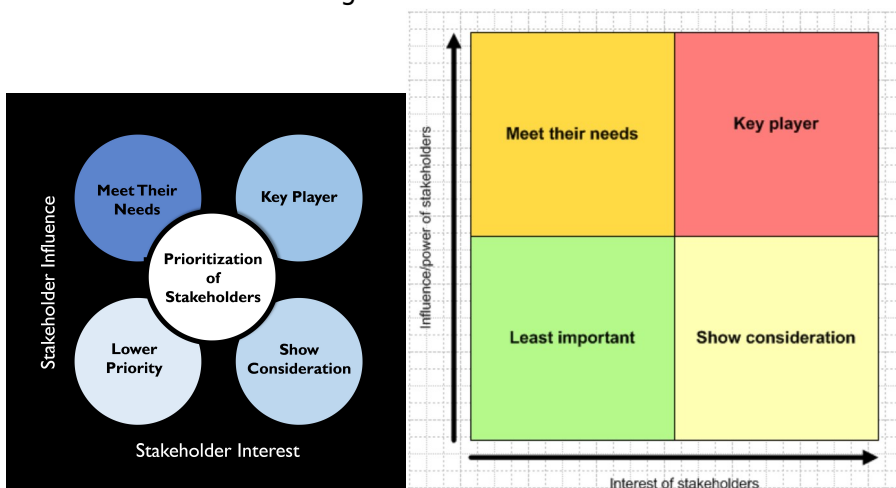 Stakeholder Influence
Meet Their
Needs
Key Player
Prioritization
of
Stakeholders
Lower
Priority
Show
Consideration
Stakeholder Interest
Influence/power of stakeholders
Meet their needs
Key player
Least important
Show consideration
Interest of stakeholders